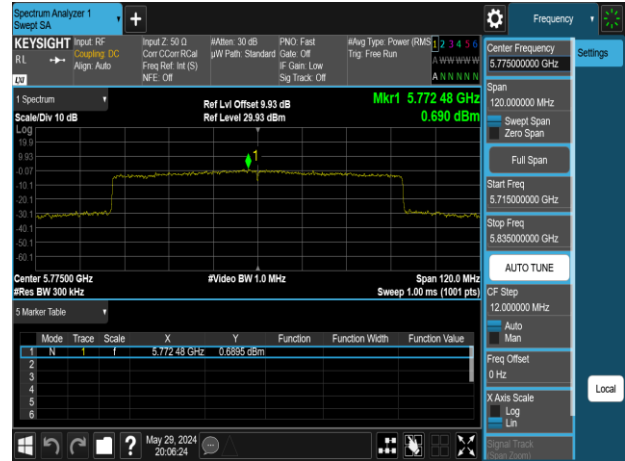 Spectrum Analyzer 1
Swept SA
+
Frequency
KEYSIGHT
RL
LXI
Input: RF
Coupling: DC
Align: Auto
Input Z: 50 Ω
Corr CCorr RCal
Freq Ref: Int (S)
NFE: Off
#Atten: 30 dB
µW Path: Standard
PNO: Fast
Gate: Off
IF Gain: Low
Sig Track: Off
#Avg Type: Power (RMS
Trig: Free Run
1 2 3 4 5 6
A W W W W W
A N N N N N
1 Spectrum
Scale/Div 10 dB
Ref Lvl Offset 9.93 dB
Ref Level 29.93 dBm
Mkr1 5.772 48 GHz
0.690 dBm
Log
19.9
9.93
-0.07
-10.1
-20.1
-30.1
-40.1
-50.1
-60.1
1
Center 5.77500 GHz
#Res BW 300 kHz
#Video BW 1.0 MHz
Span 120.0 MHz
Sweep 1.00 ms (1001 pts)
5 Marker Table
Mode Trace Scale X Y Function Function Width Function Value
1 N 1 f 5.772 48 GHz 0.6895 dBm
2
3
4
5
6
?
May 29, 2024
20:06:24
Center Frequency
5.775000000 GHz
Span
120.000000 MHz
Swept Span
Zero Span
Full Span
Start Freq
5.715000000 GHz
Stop Freq
5.835000000 GHz
AUTO TUNE
CF Step
12.000000 MHz
Auto
Man
Freq Offset
0 Hz
X Axis Scale
Log
Lin
Signal Track
(Span Zoom)
Settings
Local